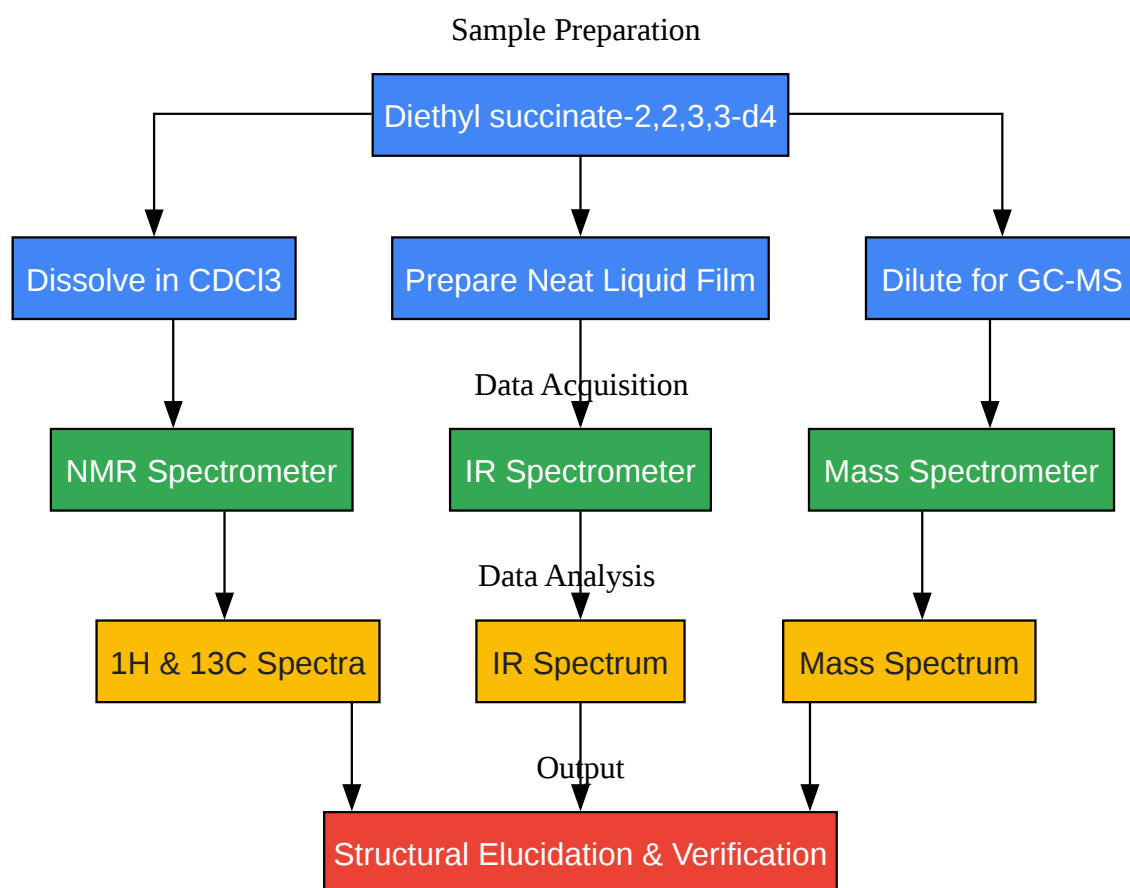 Sample Preparation
Diethyl succinate-2,2,3,3-d4
Dissolve in CDCl3
Prepare Neat Liquid Film
Dilute for GC-MS
Data Acquisition
NMR Spectrometer
IR Spectrometer
Mass Spectrometer
Data Analysis
1H & 13C Spectra
IR Spectrum
Mass Spectrum
Output
Structural Elucidation & Verification